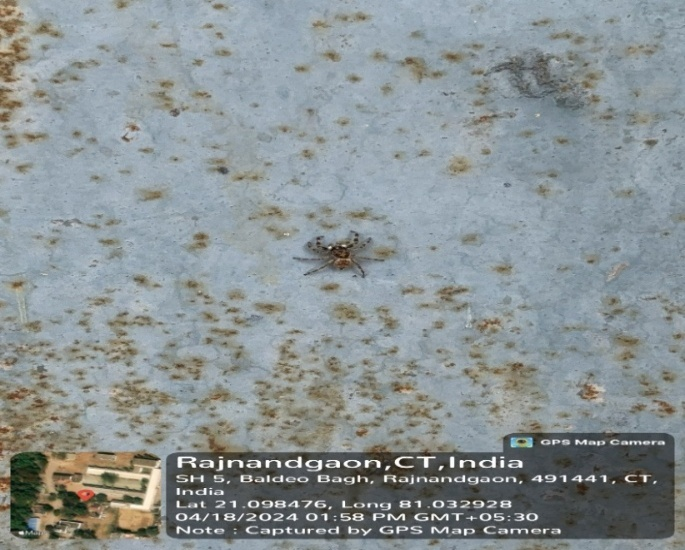 GPS Map Camera
Rajnandgaon,CT,India
SH 5, Baldeo Bagh, Rajnandgaon, 491441, CT,
India
Lat 21.098476, Long 81.032928
04/18/2024 01:58 PM GMT+05:30
Note : Captured by GPS Map Camera